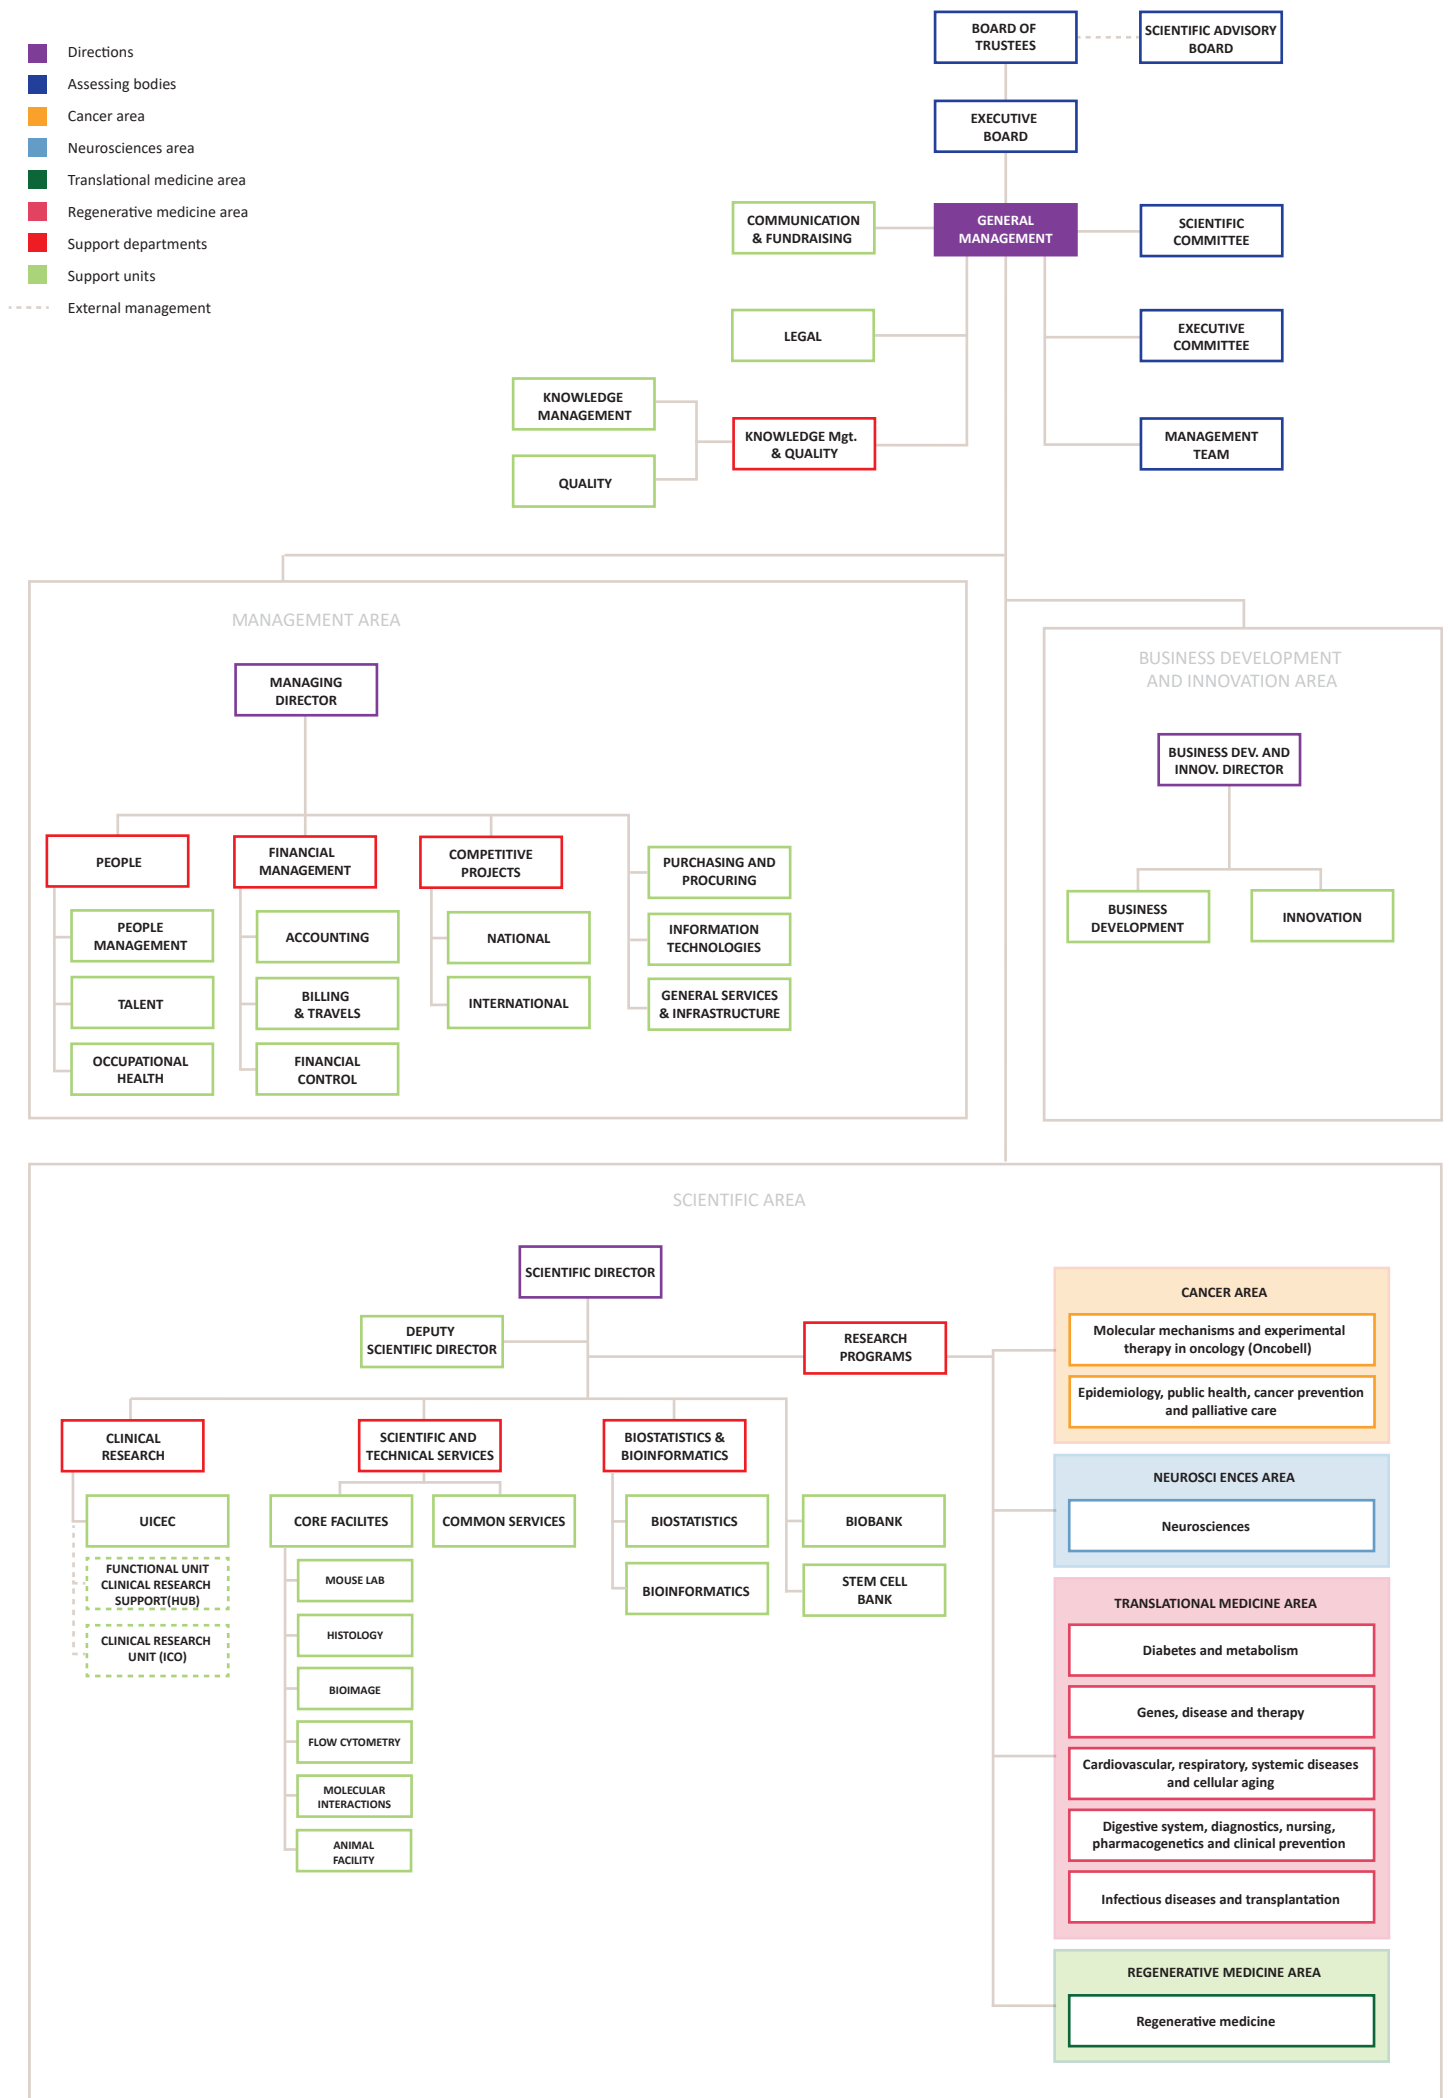 Directions
Assessing bodies
Cancer area
Neurosciences area
Translational medicine area
Regenerative medicine area
Support departments
Support units
External management
BOARD OF
TRUSTEES
SCIENTIFIC ADVISORY
BOARD
EXECUTIVE
BOARD
COMMUNICATION
& FUNDRAISING
GENERAL
MANAGEMENT
SCIENTIFIC
COMMITTEE
LEGAL
EXECUTIVE
COMMITTEE
KNOWLEDGE
MANAGEMENT
KNOWLEDGE Mgt.
& QUALITY
MANAGEMENT
TEAM
QUALITY
MANAGEMENT AREA
MANAGING
DIRECTOR
PEOPLE
FINANCIAL
MANAGEMENT
COMPETITIVE
PROJECTS
PURCHASING AND
PROCURING
PEOPLE
MANAGEMENT
ACCOUNTING
NATIONAL
INFORMATION
TECHNOLOGIES
TALENT
BILLING
& TRAVELS
INTERNATIONAL
GENERAL SERVICES
& INFRASTRUCTURE
OCCUPATIONAL
HEALTH
FINANCIAL
CONTROL
BUSINESS DEVELOPMENT
AND INNOVATION AREA
BUSINESS DEV. AND
INNOV. DIRECTOR
BUSINESS
DEVELOPMENT
INNOVATION
SCIENTIFIC AREA
SCIENTIFIC DIRECTOR
DEPUTY
SCIENTIFIC DIRECTOR
RESEARCH
PROGRAMS
CLINICAL
RESEARCH
SCIENTIFIC AND
TECHNICAL SERVICES
BIOSTATISTICS &
BIOINFORMATICS
UICEC
CORE FACILITES
COMMON SERVICES
BIOSTATISTICS
BIOBANK
FUNCTIONAL UNIT
CLINICAL RESEARCH
SUPPORT(HUB)
MOUSE LAB
BIOINFORMATICS
STEM CELL
BANK
CLINICAL RESEARCH
UNIT (ICO)
HISTOLOGY
BIOIMAGE
FLOW CYTOMETRY
MOLECULAR
INTERACTIONS
ANIMAL
FACILITY
CANCER AREA
Molecular mechanisms and experimental
therapy in oncology (Oncobell)
Epidemiology, public health, cancer prevention
and palliative care
NEUROSCI ENCES AREA
Neurosciences
TRANSLATIONAL MEDICINE AREA
Diabetes and metabolism
Genes, disease and therapy
Cardiovascular, respiratory, systemic diseases
and cellular aging
Digestive system, diagnostics, nursing,
pharmacogenetics and clinical prevention
Infectious diseases and transplantation
REGENERATIVE MEDICINE AREA
Regenerative medicine